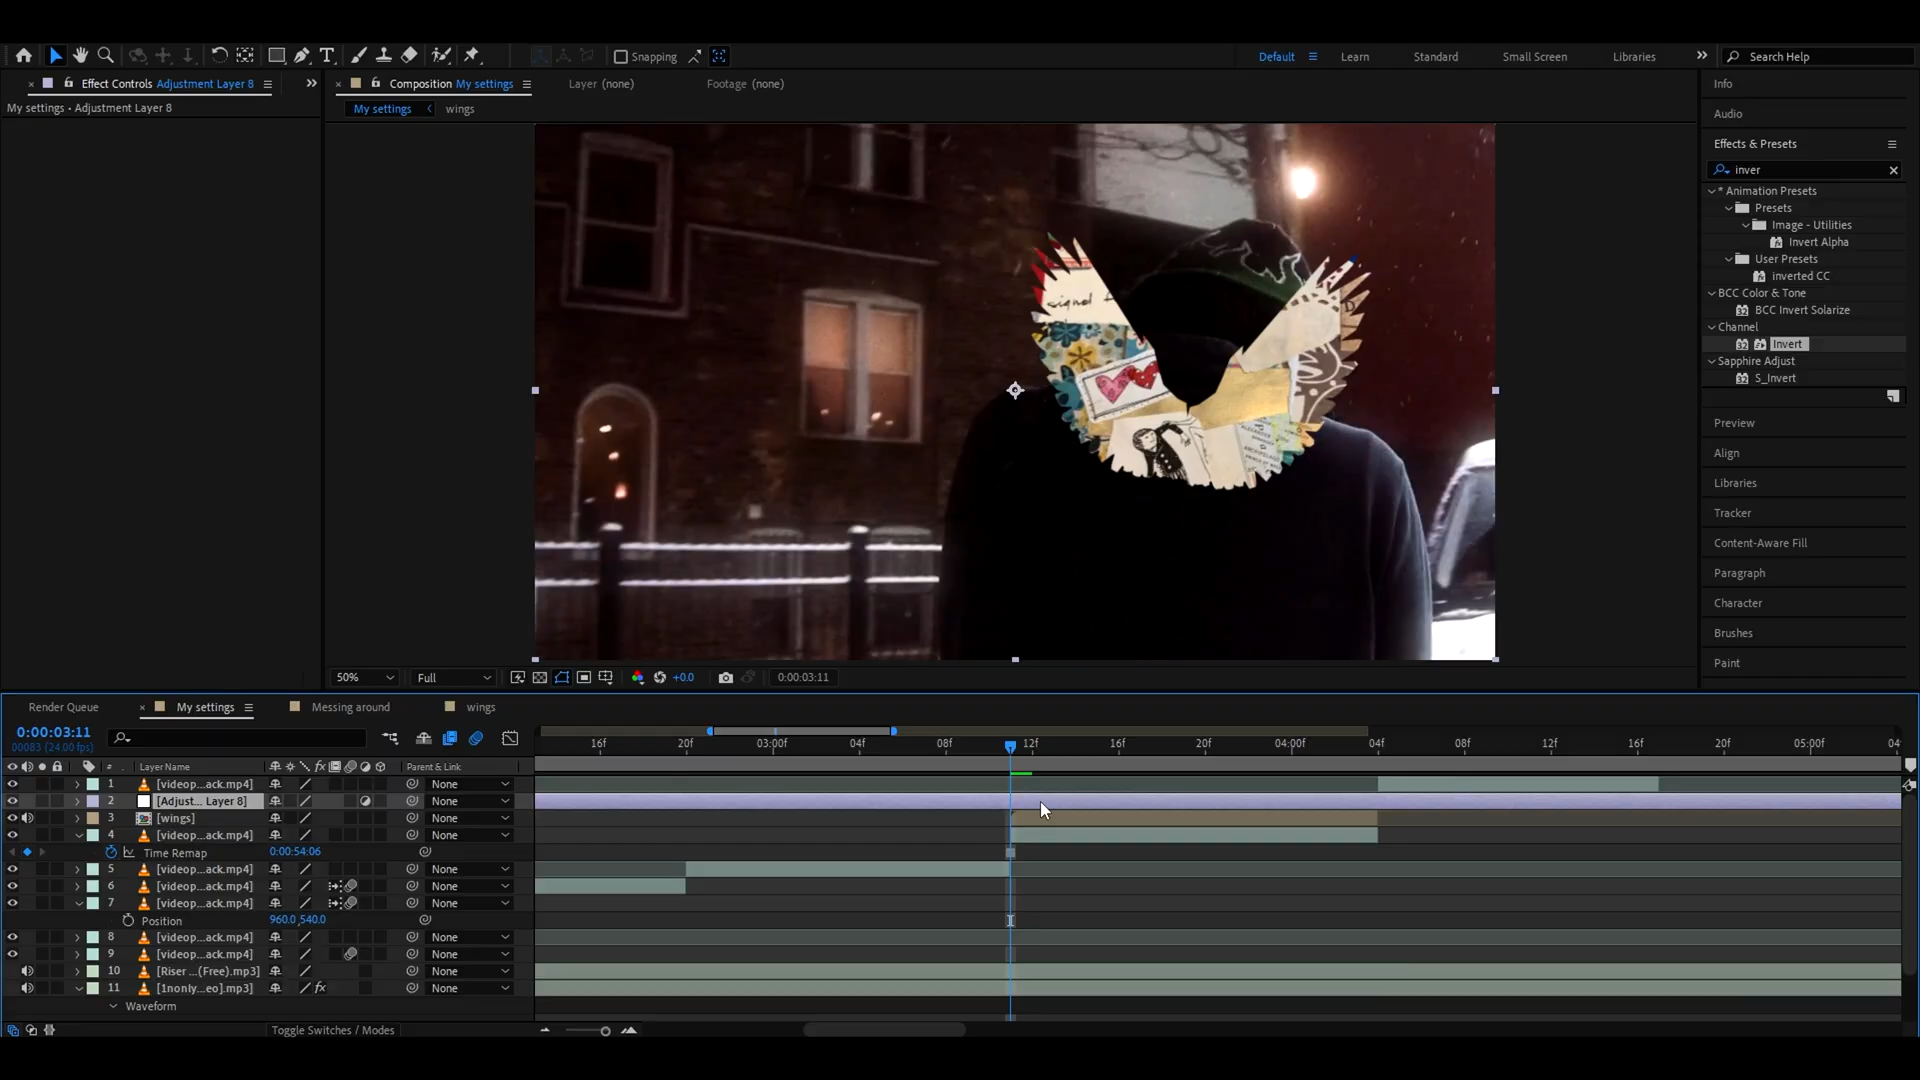 Snapping
Default
Learn
Standard
Small Screen
Libraries
Search Help
Effect Controls Adjustment Layer 8
Composition My settings
Layer (none)
Footage (none)
My settings • Adjustment Layer 8
My settings
wings
Info
Audio
Effects & Presets
inver
* Animation Presets
Presets
Image - Utilities
Invert Alpha
User Presets
inverted CC
BCC Color & Tone
BCC Invert Solarize
Channel
Invert
Sapphire Adjust
S_Invert
Preview
Align
Libraries
Tracker
Content-Aware Fill
Paragraph
Character
Brushes
Paint
signal
50%
Full
+0.0
0:00:03:11
Render Queue
My settings
Messing around
wings
0:00:03:11
00083 (24.00 fps)
16f
20f
03:00f
04f
08f
12f
16f
20f
04:00f
04f
08f
12f
16f
20f
05:00f
04
#
Layer Name
fx
Parent & Link
1 [videop...ack.mp4] None
2 [Adjust... Layer 8] None
3 [wings] None
4 [videop...ack.mp4] None
Time Remap 0:00:54:06
5 [videop...ack.mp4] None
6 [videop...ack.mp4] None
7 [videop...ack.mp4] None
Position 960.0,540.0
8 [videop...ack.mp4] None
9 [videop...ack.mp4] None
10 [Riser ...(Free).mp3] None
11 [1nonly...eo].mp3] fx None
Waveform
Toggle Switches / Modes